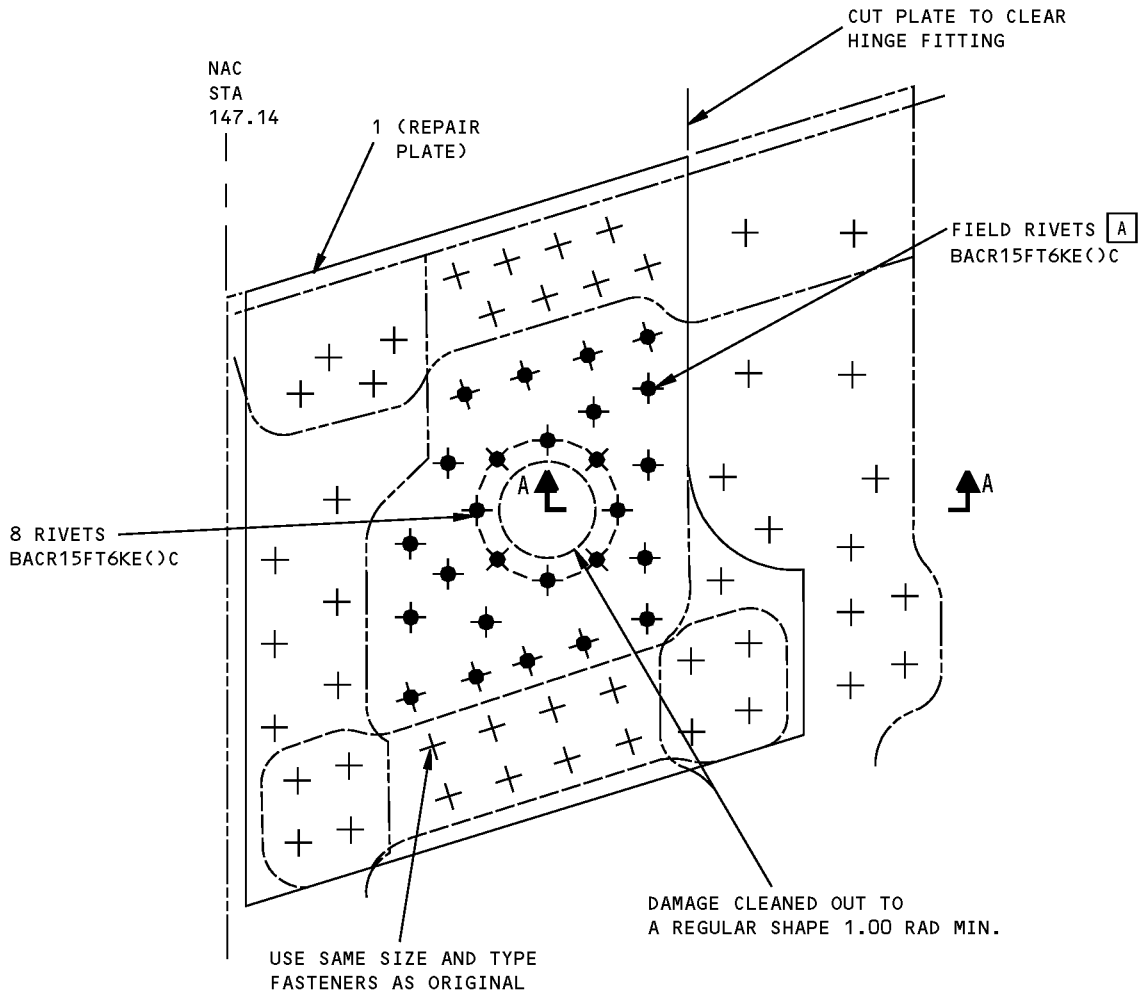 CUT PLATE TO CLEAR
HINGE FITTING
NAC
STA
147.14
1 (REPAIR
PLATE)
FIELD RIVETS A
BACR15FT6KE()C
A
A
8 RIVETS
BACR15FT6KE()C
DAMAGE CLEANED OUT TO
A REGULAR SHAPE 1.00 RAD MIN.
USE SAME SIZE AND TYPE
FASTENERS AS ORIGINAL